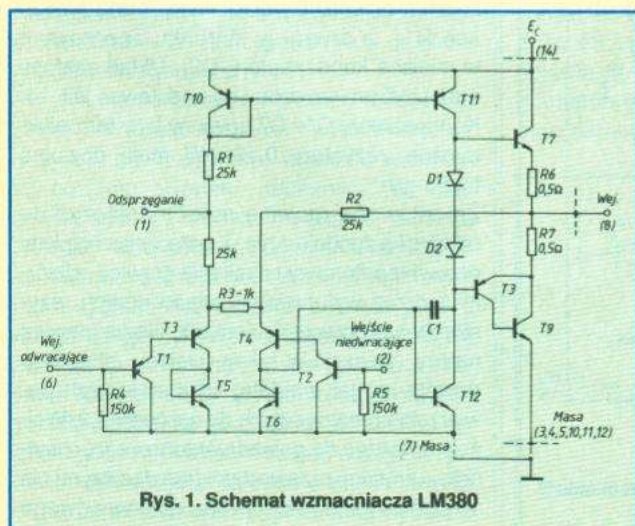 E_C
(14)
T10
T11
T7
R1
25k
D1
R6
0,5Ω
Odsprzęganie
(1)
R2
25k
Wej.
(8)
25k
D2
R7
0,5Ω
R3-1k
T3
Wej.
odwracające
(6)
T3
T4
Wejście
niedwracające
(2)
C1
T9
T1
T2
R4
150k
T5
T6
R5
150k
T12
Masa
(3,4,5,10,11,12)
(7) Masa
Rys. 1. Schemat wzmacniacza LM380